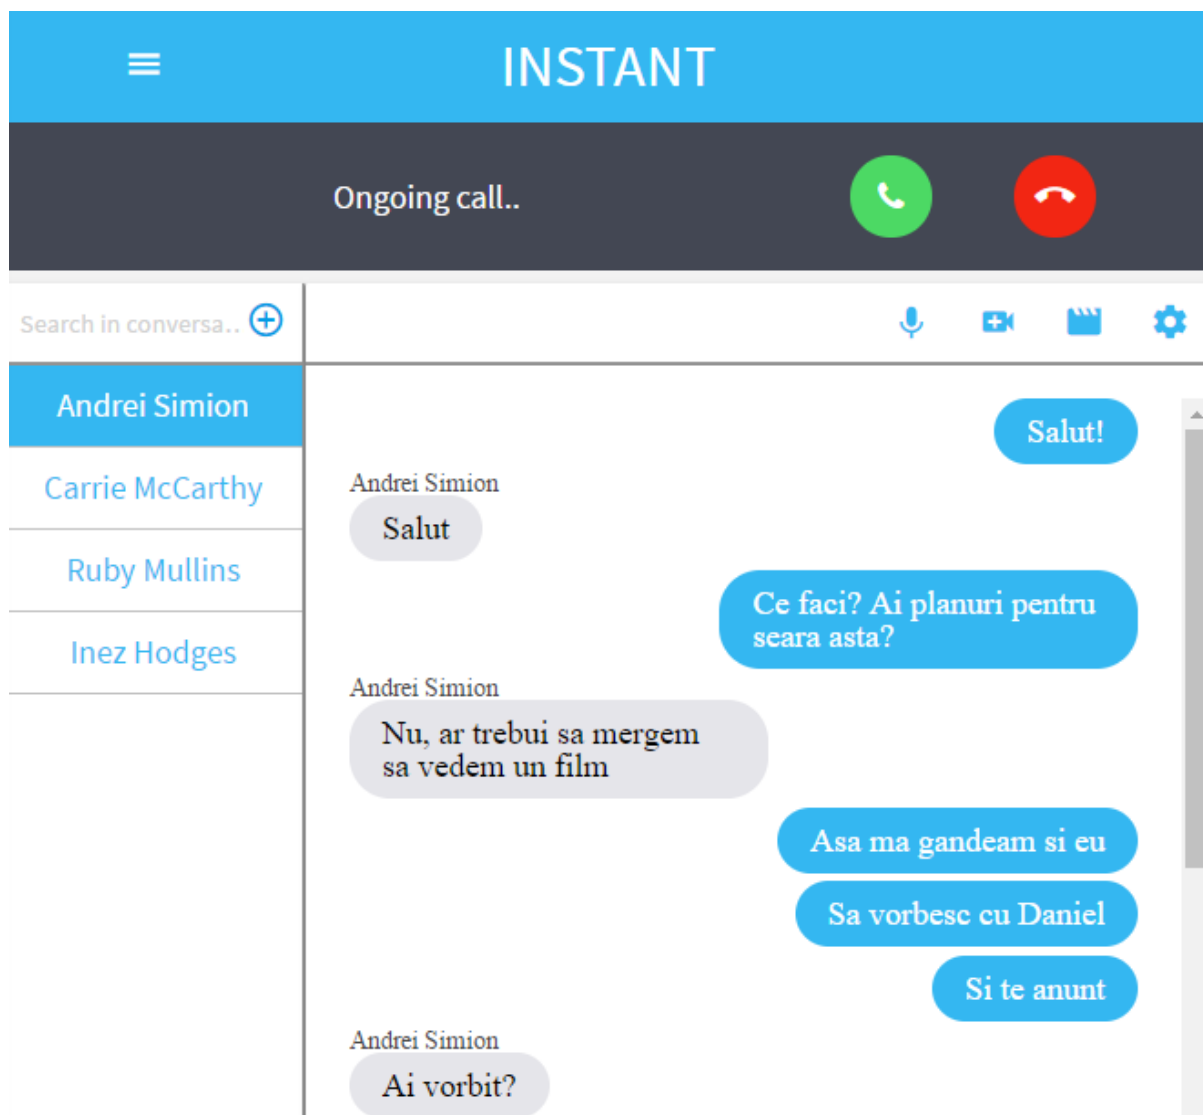 INSTANT
Ongoing call..
Search in conversa..
Andrei Simion
Carrie McCarthy
Ruby Mullins
Inez Hodges
Salut!
Andrei Simion
Salut
Ce faci? Ai planuri pentru
seara asta?
Andrei Simion
Nu, ar trebui sa mergem
sa vedem un film
Asa ma gandeam si eu
Sa vorbesc cu Daniel
Si te anunt
Andrei Simion
Ai vorbit?